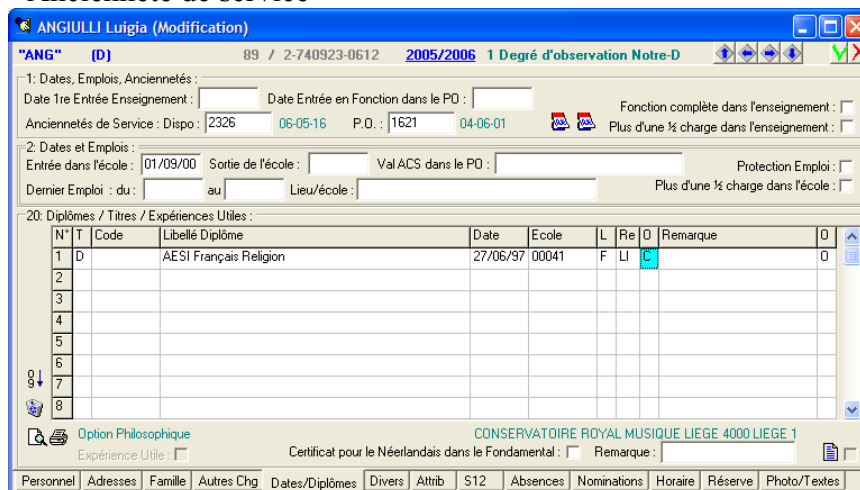 Ancienneté de service
ANGIULLI Luigia (Modification)
"ANG" (D) 89 / 2-740923-0612 2005/2006 1 Degré d'observation Notre-D
1: Dates, Emplois, Anciennetés :
Date 1re Entrée Enseignement : Date Entrée en Fonction dans le PO : Fonction complète dans l'enseignement :
Anciennetés de Service : Dispo : 2326 06-05-16 P.O. : 1621 04-06-01 Plus d'une ½ charge dans l'enseignement :
2: Dates et Emplois :
Entrée dans l'école : 01/09/00 Sortie de l'école : Val ACS dans le PO : Protection Emploi :
Dernier Emploi : du : au Lieu/école : Plus d'une ½ charge dans l'école :
20: Diplômes / Titres / Expériences Utiles :
N° T Code Libellé Diplôme Date Ecole L Re O Remarque O
1 D AESI Français Religion 27/06/97 00041 F LI C O
2
3
4
5
6
7
8
Option Philosophique CONSERVATOIRE ROYAL MUSIQUE LIEGE 4000 LIEGE 1
Expérience Utile : Certificat pour le Néerlandais dans le Fondamental : Remarque :
Personnel Adresses Famille Autres Chg Dates/Diplômes Divers Attrib S12 Absences Nominations Horaire Réserve Photo/Textes